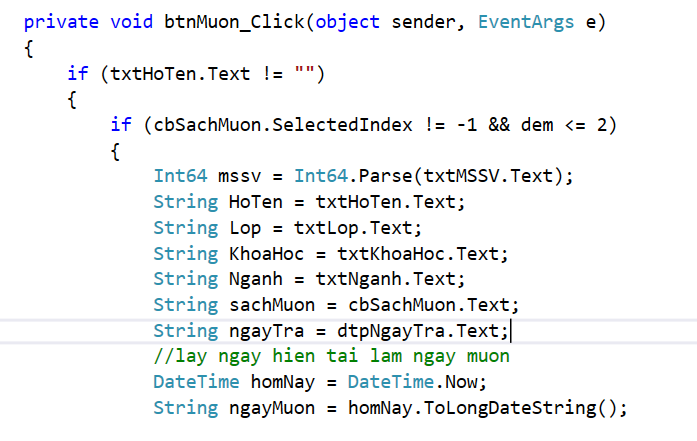 private void btnMuon_Click(object sender, EventArgs e)
{
if (txtHoTen.Text != "")
{
if (cbSachMuon.SelectedIndex != -1 && dem <= 2)
{
Int64 mssv = Int64.Parse(txtMSSV.Text);
String HoTen = txtHoTen.Text;
String Lop = txtLop.Text;
String KhoaHoc = txtKhoaHoc.Text;
String Nganh = txtNganh.Text;
String sachMuon = cbSachMuon.Text;
String ngayTra = dtpNgayTra.Text;
//lay ngay hien tai lam ngay muon
DateTime homNay = DateTime.Now;
String ngayMuon = homNay.ToLongDateString();